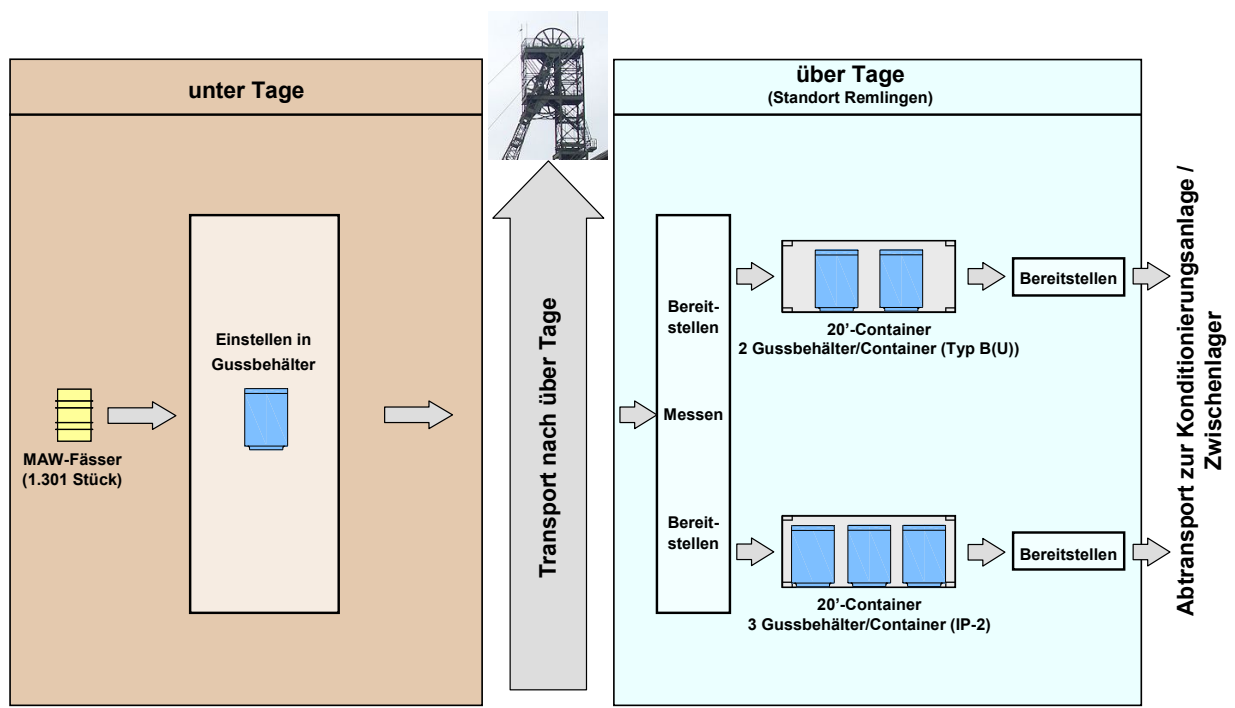 unter Tage
Einstellen in
Gussbehälter
MAW-Fässer
(1.301 Stück)
Transport nach über Tage
über Tage
(Standort Remlingen)
Bereit-
stellen
Messen
Bereit-
stellen
20'-Container
2 Gussbehälter/Container (Typ B(U))
Bereitstellen
20'-Container
3 Gussbehälter/Container (IP-2)
Bereitstellen
Abtransport zur Konditionierungsanlage /
Zwischenlager